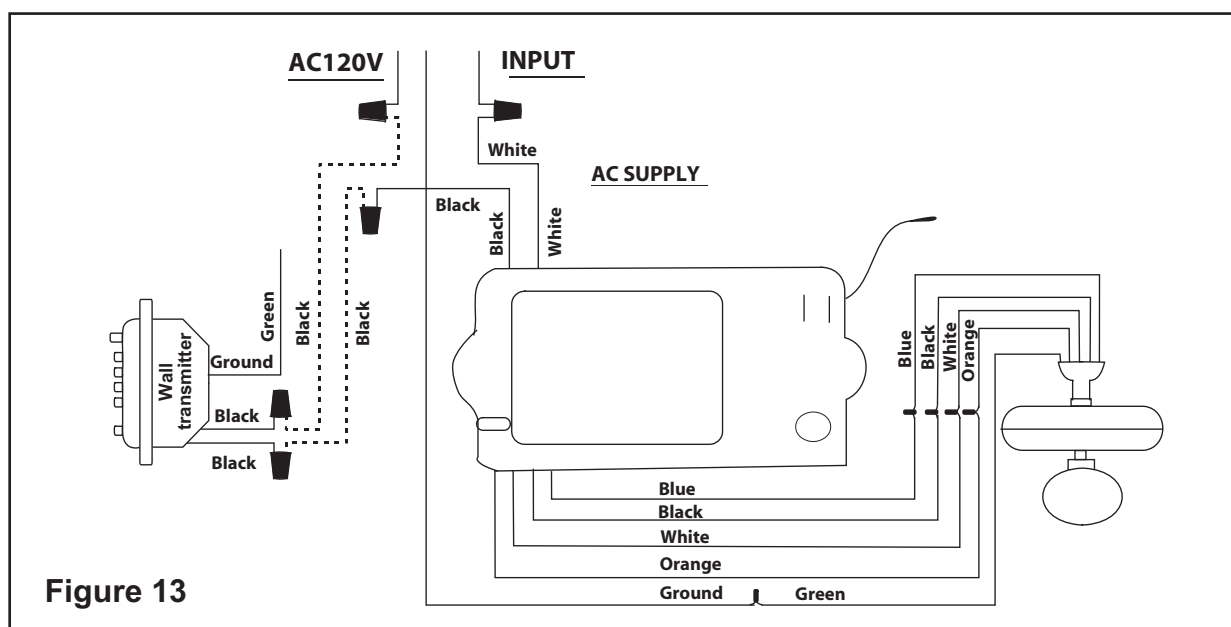 AC120V
INPUT
White
AC SUPPLY
Black
Black
White
Green
Black
Black
Ground
Wall
transmitter
Black
Black
Blue
Black
White
Orange
Blue
Black
White
Orange
Ground
Green
Figure 13